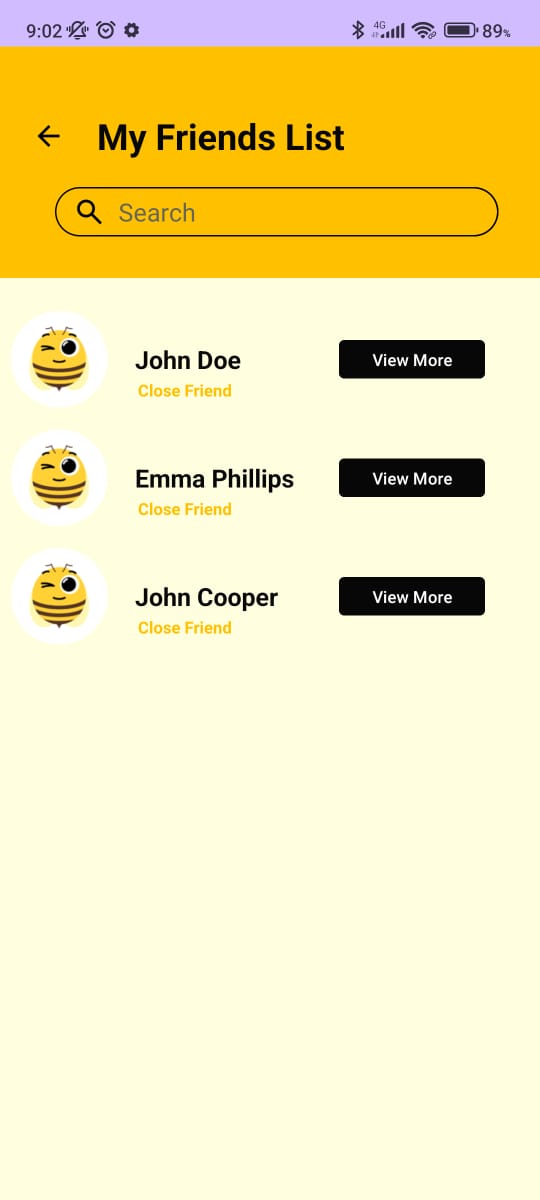 9:02 4G 89%
My Friends List
Search
John Doe View More
Close Friend
Emma Phillips View More
Close Friend
John Cooper View More
Close Friend